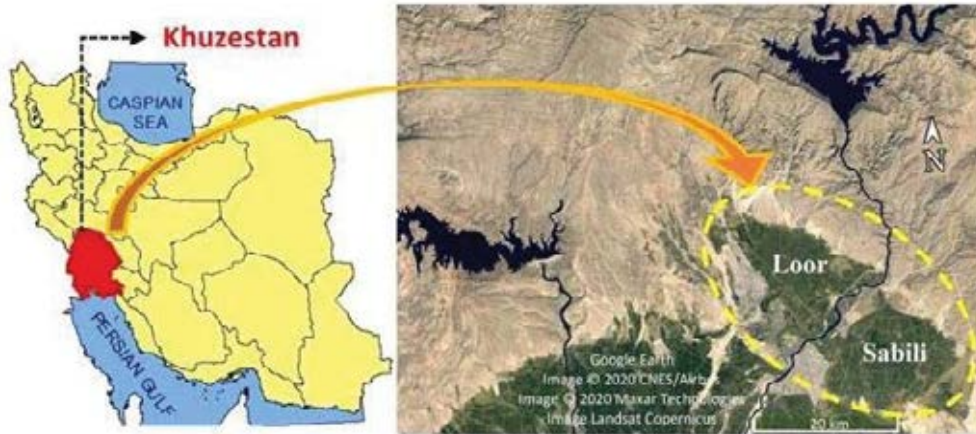 Khuzestan
CASPIAN
SEA
PERSIAN GULF
N
Loor
Sabili
Google Earth
Image © 2020 CNES/Airbus
Image © 2020 Maxar Technologies
Image Landsat Copernicus
20 km